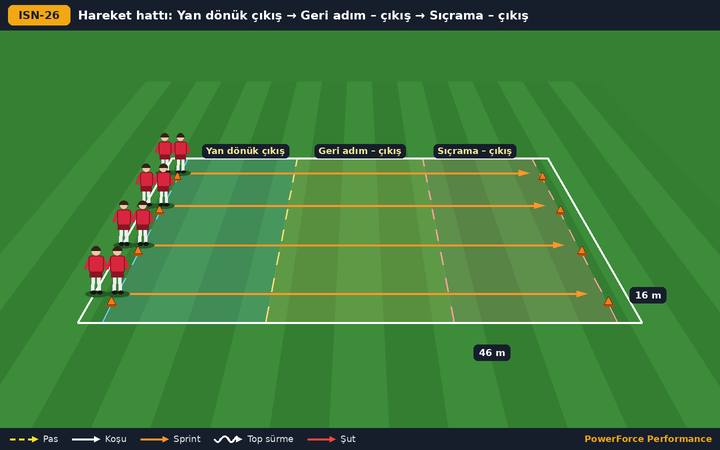 ISN-26 Hareket hattı: Yan dönük çıkış → Geri adım – çıkış → Sıçrama – çıkış
Yan dönük çıkış Geri adım – çıkış Sıçrama – çıkış
16 m
46 m
Pas Koşu Sprint Top sürme Şut PowerForce Performance